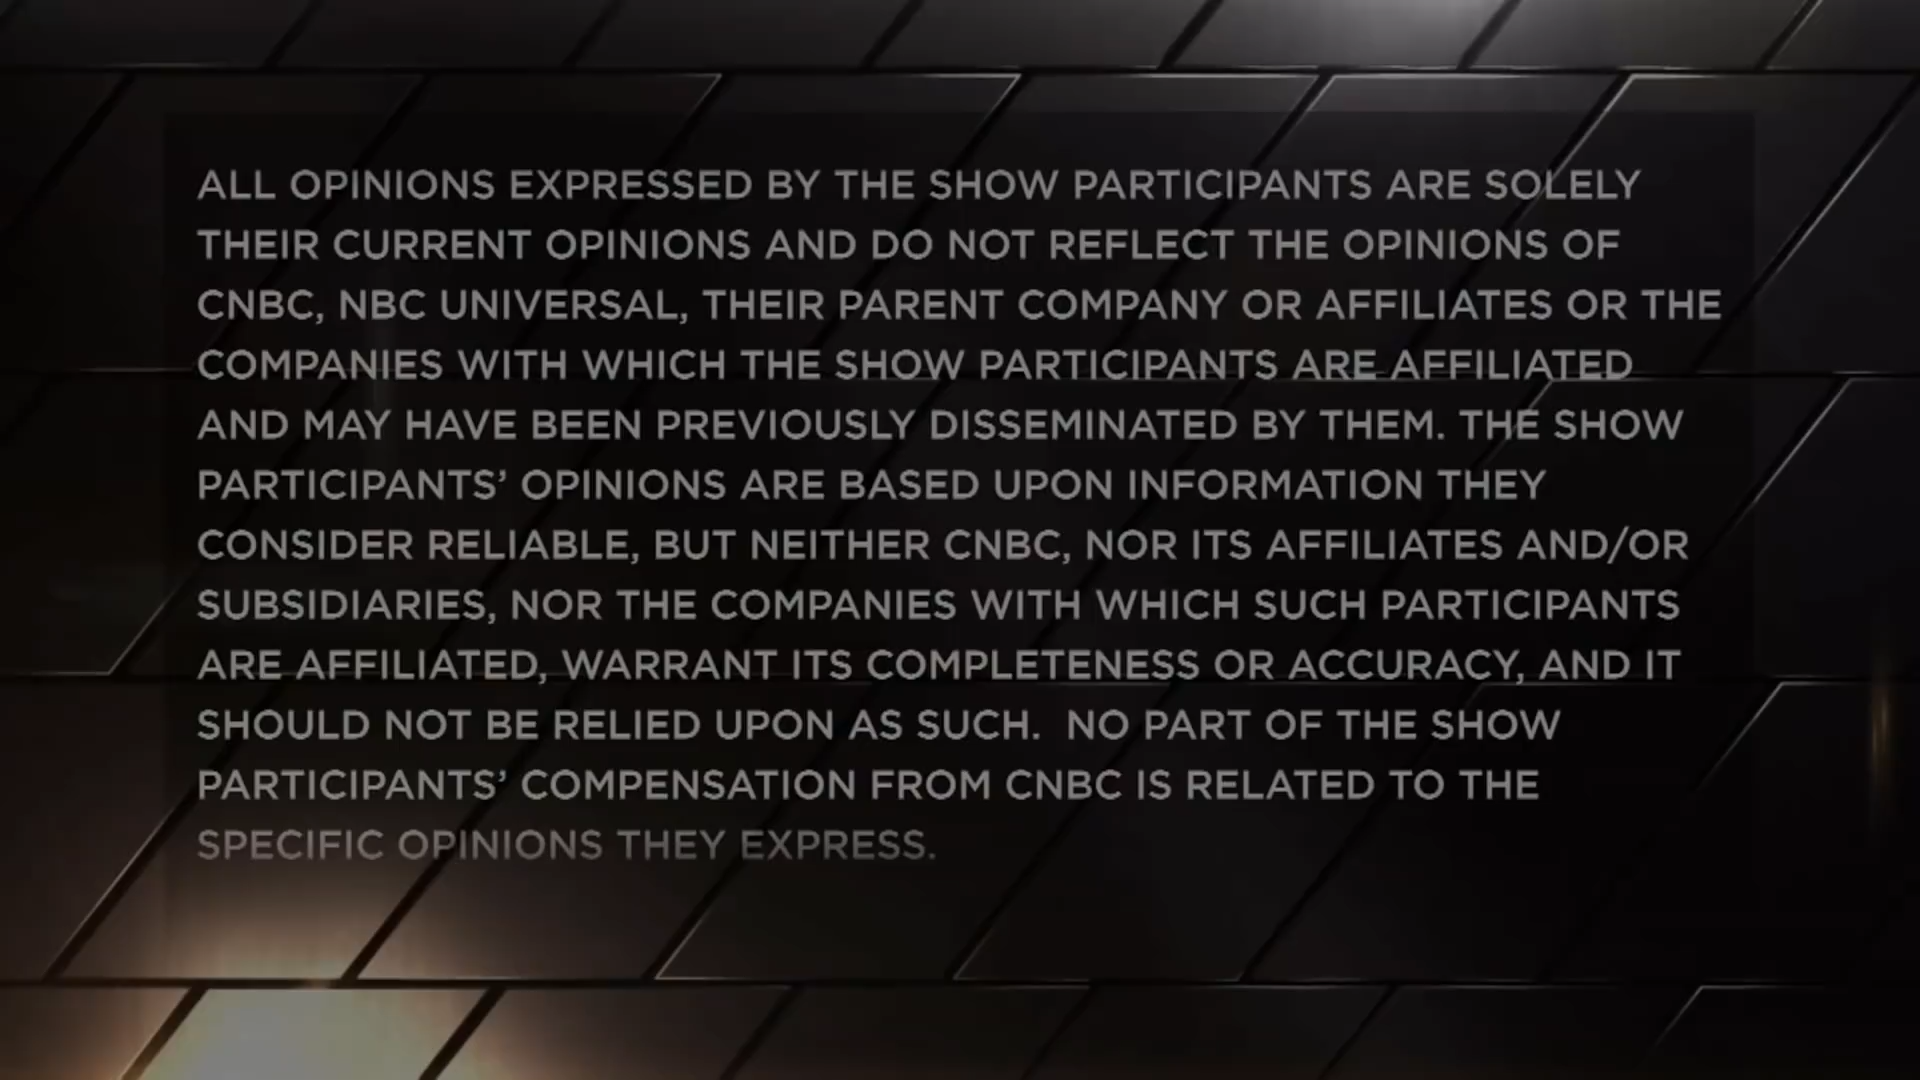 ALL OPINIONS EXPRESSED BY THE SHOW PARTICIPANTS ARE SOLELY
THEIR CURRENT OPINIONS AND DO NOT REFLECT THE OPINIONS OF
CNBC, NBC UNIVERSAL, THEIR PARENT COMPANY OR AFFILIATES OR THE
COMPANIES WITH WHICH THE SHOW PARTICIPANTS ARE AFFILIATED
AND MAY HAVE BEEN PREVIOUSLY DISSEMINATED BY THEM. THE SHOW
PARTICIPANTS’ OPINIONS ARE BASED UPON INFORMATION THEY
CONSIDER RELIABLE, BUT NEITHER CNBC, NOR ITS AFFILIATES AND/OR
SUBSIDIARIES, NOR THE COMPANIES WITH WHICH SUCH PARTICIPANTS
ARE AFFILIATED, WARRANT ITS COMPLETENESS OR ACCURACY, AND IT
SHOULD NOT BE RELIED UPON AS SUCH.  NO PART OF THE SHOW
PARTICIPANTS’ COMPENSATION FROM CNBC IS RELATED TO THE
SPECIFIC OPINIONS THEY EXPRESS.